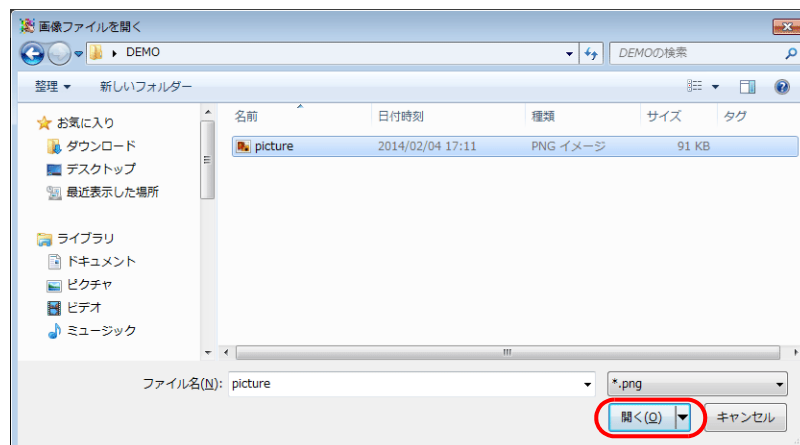 画像ファイルを開く
DEMO
DEMOの検索
整理 新しいフォルダー
名前 日付時刻 種類 サイズ タグ
picture 2014/02/04 17:11 PNG イメージ 91 KB
お気に入り
ダウンロード
デスクトップ
最近表示した場所
ライブラリ
ドキュメント
ピクチャ
ビデオ
ミュージック
ファイル名(N): picture
*.png
開く(O) キャンセル